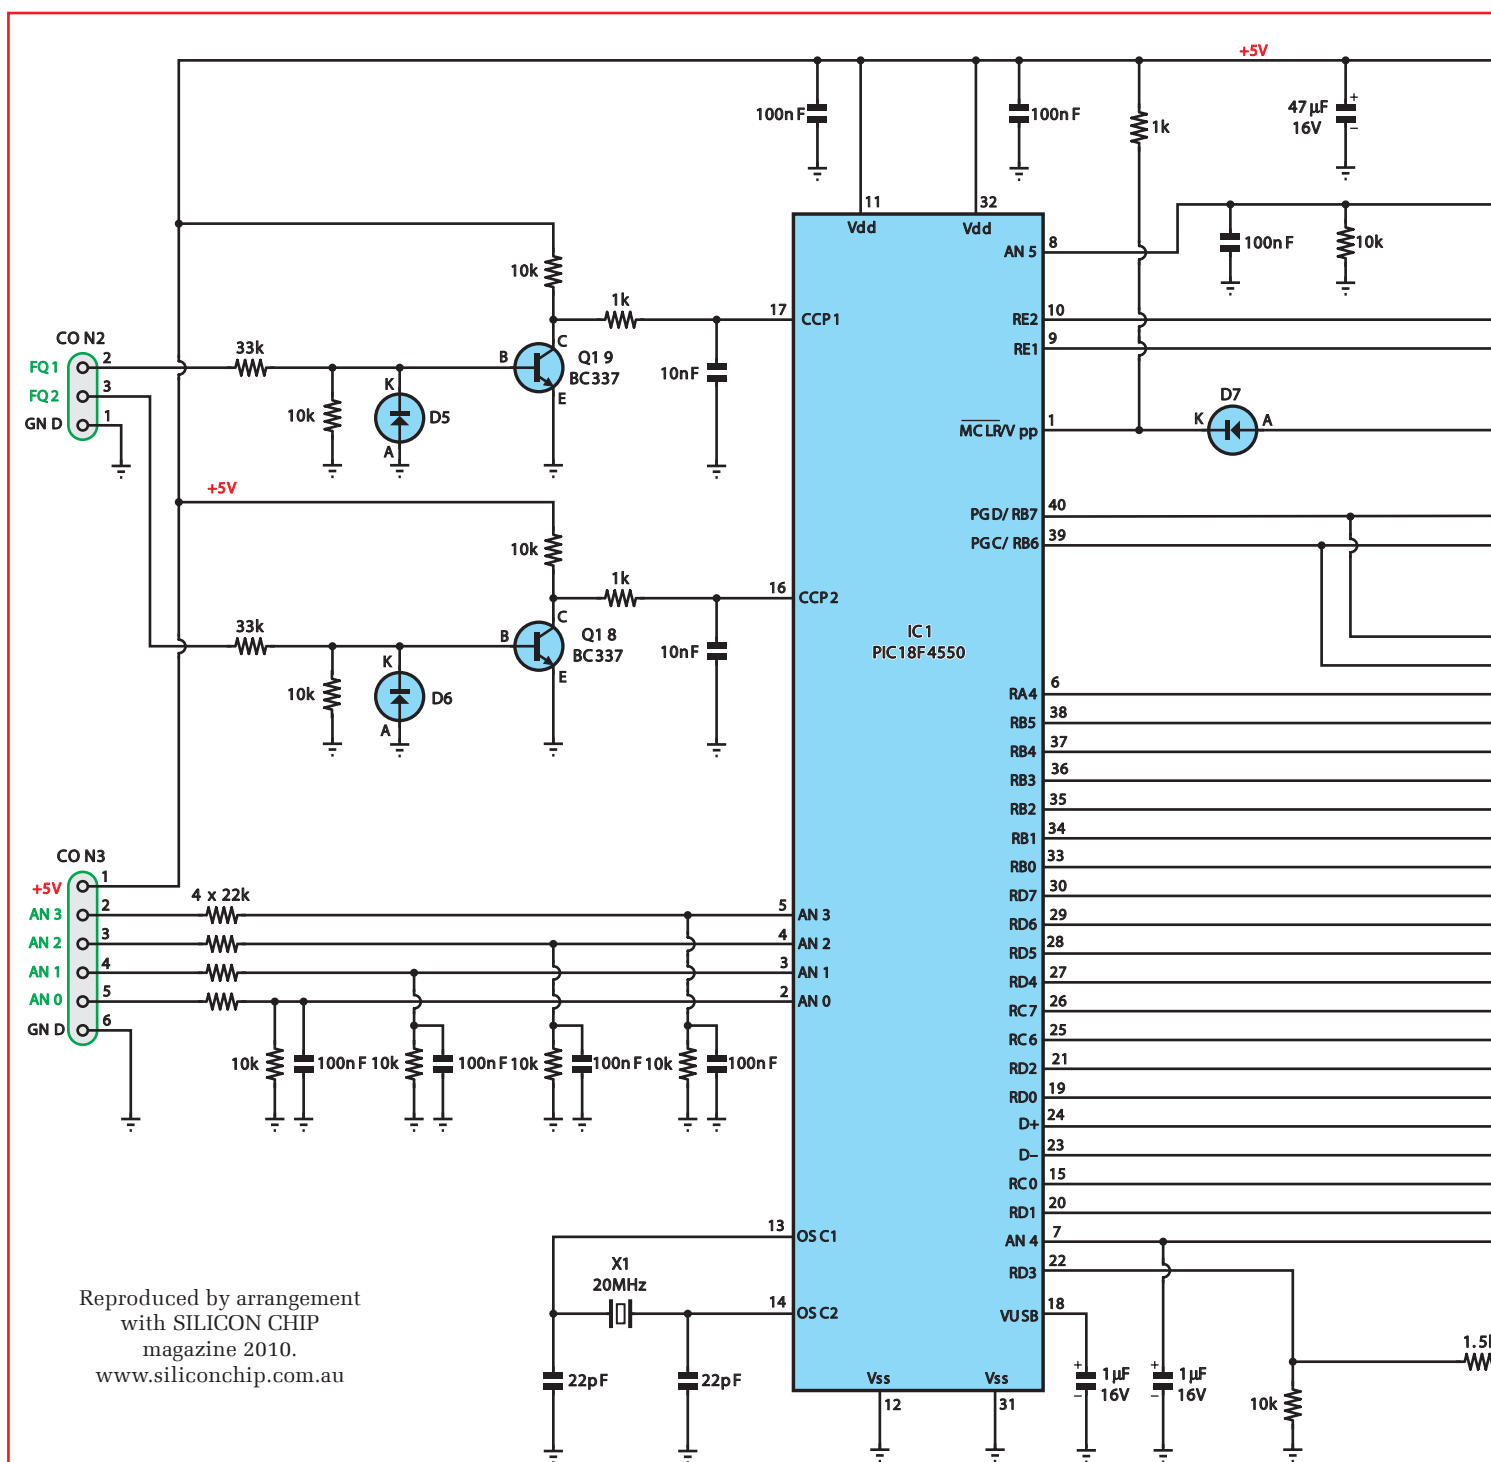 +5V
100nF
100nF
1k
47µF
16V
+
–
11
32
Vdd
Vdd
AN5
8
100nF
10k
10k
1k
17
CCP1
RE2
10
RE1
9
CON2
FQ1
2
FQ2
3
GND
1
33k
10k
K
D5
A
B
C
Q19
BC337
E
10nF
MCLR/Vpp
1
K
D7
A
+5V
10k
1k
16
CCP2
PGD/RB7
40
PGC/RB6
39
33k
10k
K
D6
A
B
C
Q18
BC337
E
10nF
IC1
PIC18F4550
RA4
6
RB5
38
RB4
37
RB3
36
RB2
35
RB1
34
RB0
33
RD7
30
RD6
29
RD5
28
RD4
27
RC7
26
RC6
25
RD2
21
RD0
19
D+
24
D–
23
RC0
15
RD1
20
AN4
7
RD3
22
VUSB
18
CON3
+5V
1
AN3
2
AN2
3
AN1
4
AN0
5
GND
6
4 x 22k
5
AN3
4
AN2
3
AN1
2
AN0
10k
100nF
10k
100nF
10k
100nF
10k
100nF
13
OSC1
X1
20MHz
14
OSC2
22pF
22pF
Vss
12
Vss
31
+
1µF
16V
–
+
1µF
16V
–
10k
1.5k
Reproduced by arrangement
with SILICON CHIP
magazine 2010.
www.siliconchip.com.au